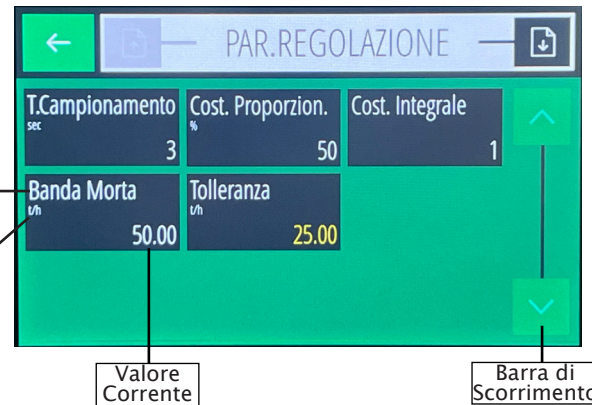 PAR.REGOLAZIONE
T.Campionamento
sec
3
Cost. Proporzion.
%
50
Cost. Integrale
1
Banda Morta
t/h
50.00
Tolleranza
t/h
25.00
Valore
Corrente
Barra di
Scorrimento